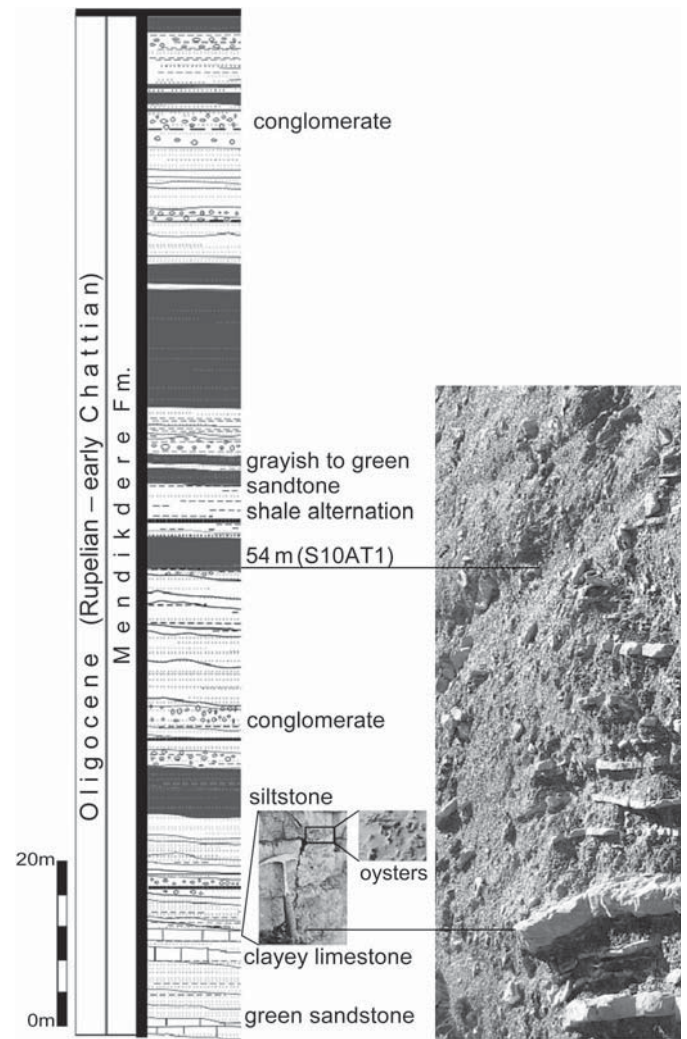 Oligocene (Rupelian – early Chattian)
Mendikdere Fm.
conglomerate
grayish to green
sandtone
shale alternation
54 m (S10AT1)
conglomerate
siltstone
oysters
20m
clayey limestone
green sandstone
0m